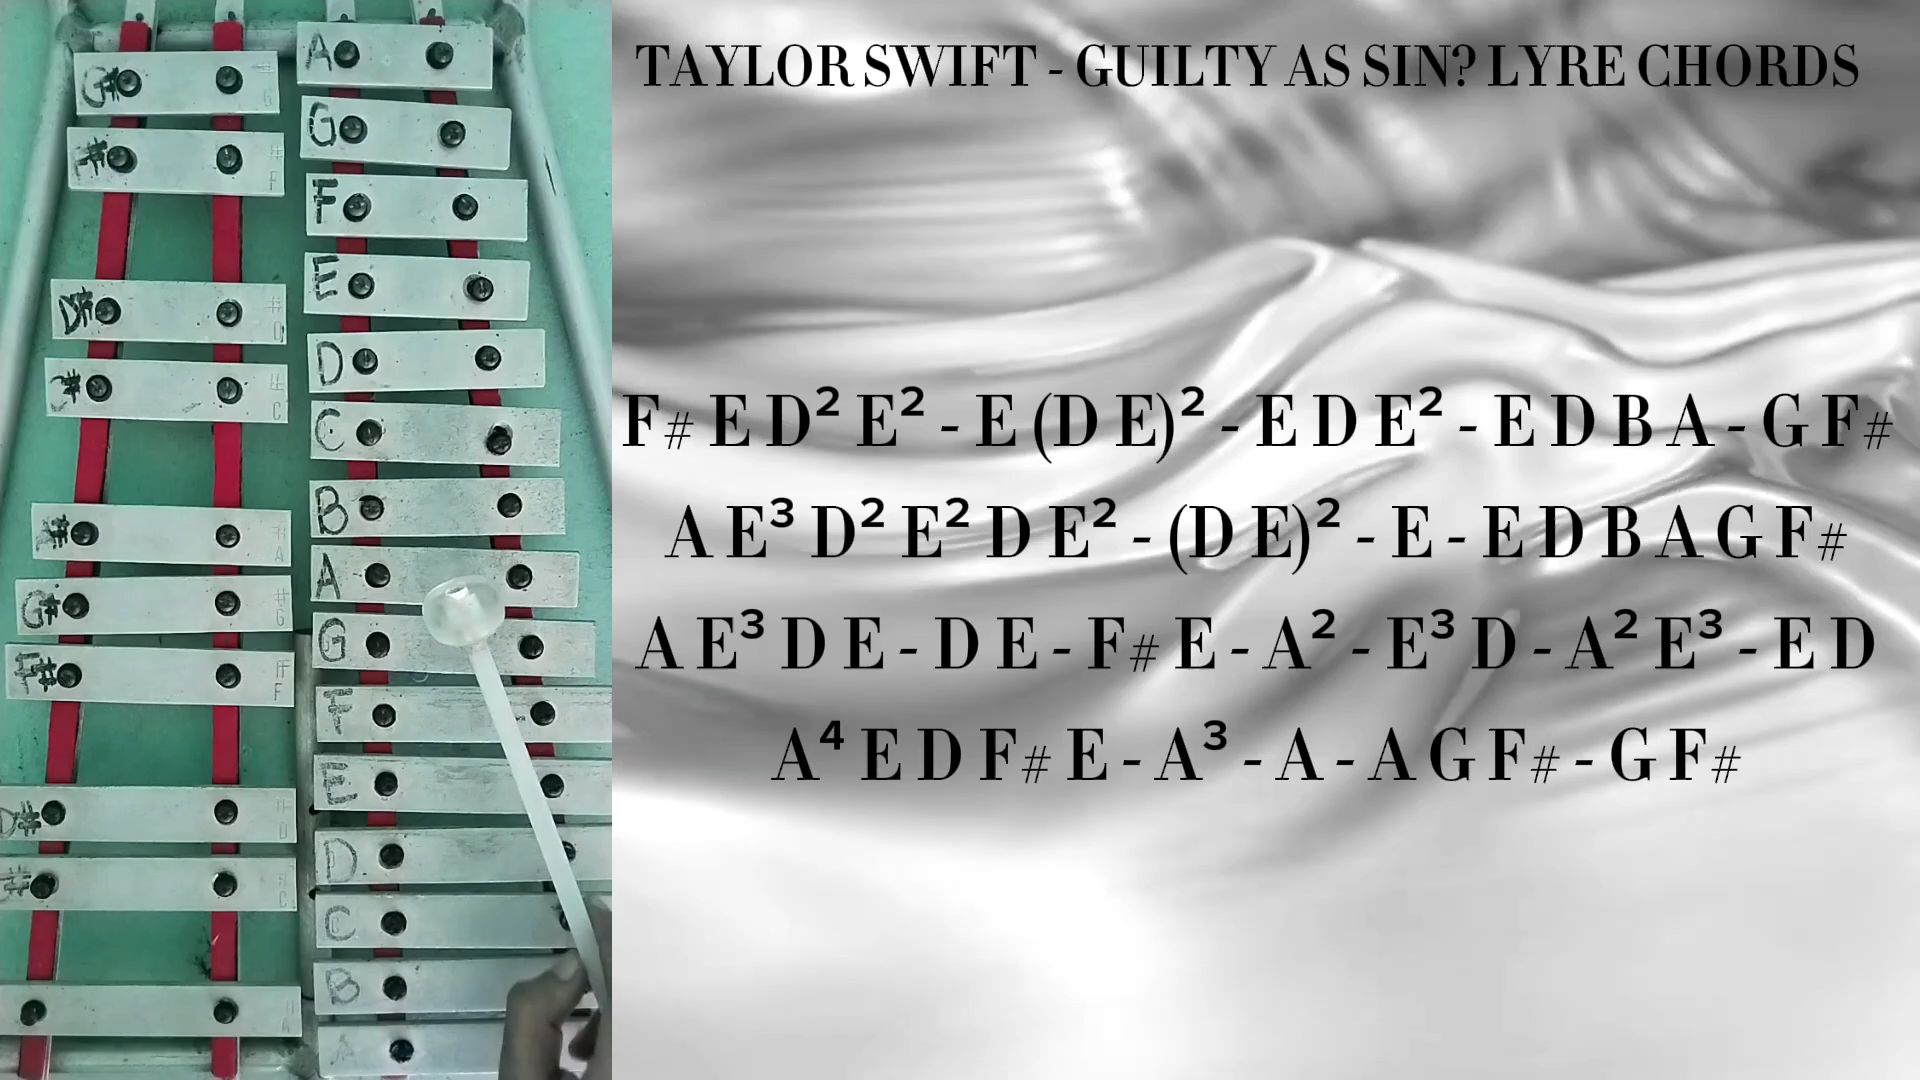 TAYLOR SWIFT - GUILTY AS SIN? LYRE CHORDS
F# E D² E² - E (D E)² - E D E² - E D B A - G F#
A E³ D² E² D E² - (D E)² - E - E D B A G F#
A E³ D E - D E - F# E - A² - E³ D - A² E³ - E D
A⁴ E D F# E - A³ - A - A G F# - G F#
G#
F#
D#
C#
A#
G#
F#
D#
C#
A
G
F
E
D
C
B
A
G
F
E
D
C
B
A